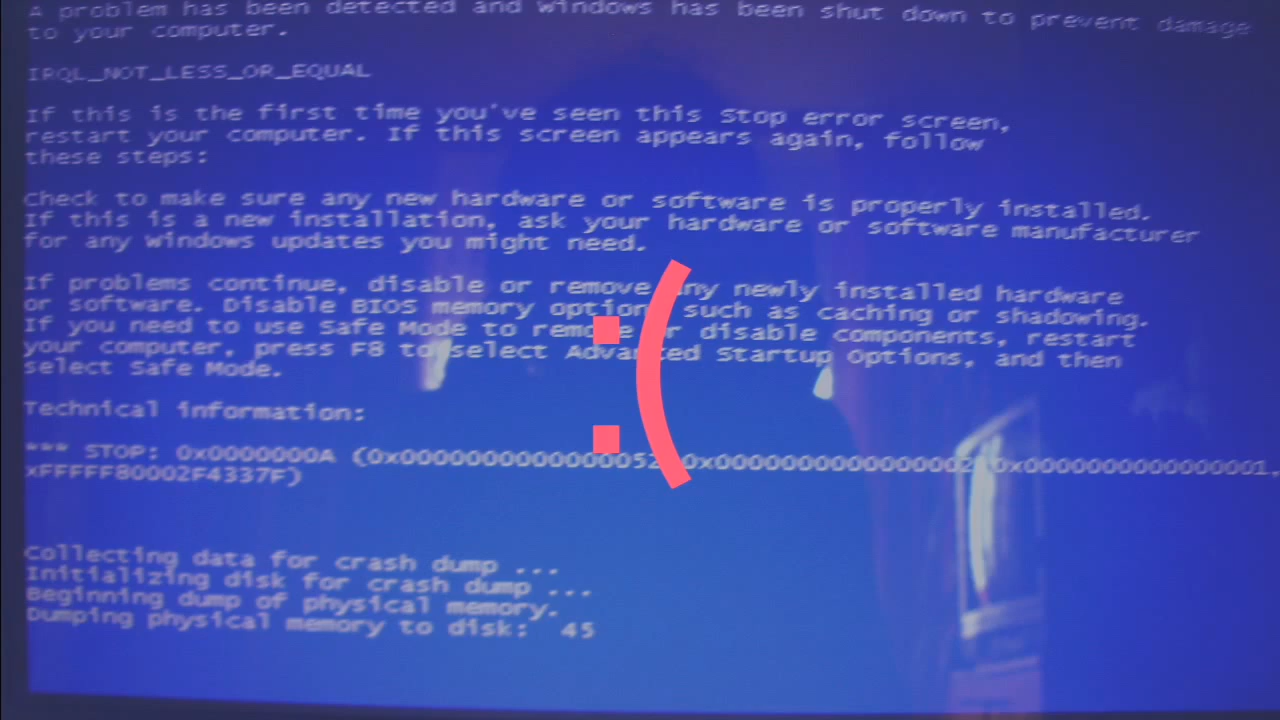 A problem has been detected and windows has been shut down to prevent damage
to your computer.
IRQL_NOT_LESS_OR_EQUAL
If this is the first time you've seen this Stop error screen,
restart your computer. If this screen appears again, follow
these steps:
Check to make sure any new hardware or software is properly installed.
If this is a new installation, ask your hardware or software manufacturer
for any windows updates you might need.
If problems continue, disable or remove any newly installed hardware
or software. Disable BIOS memory options such as caching or shadowing.
If you need to use Safe Mode to remove or disable components, restart
your computer, press F8 to select Advanced Startup Options, and then
select Safe Mode.
Technical information:
*** STOP: 0x0000000A (0x0000000000000052,0x0000000000000002,0x0000000000000001,
xFFFFF80002F4337F)
Collecting data for crash dump ...
Initializing disk for crash dump ...
Beginning dump of physical memory.
Dumping physical memory to disk: 45
:(